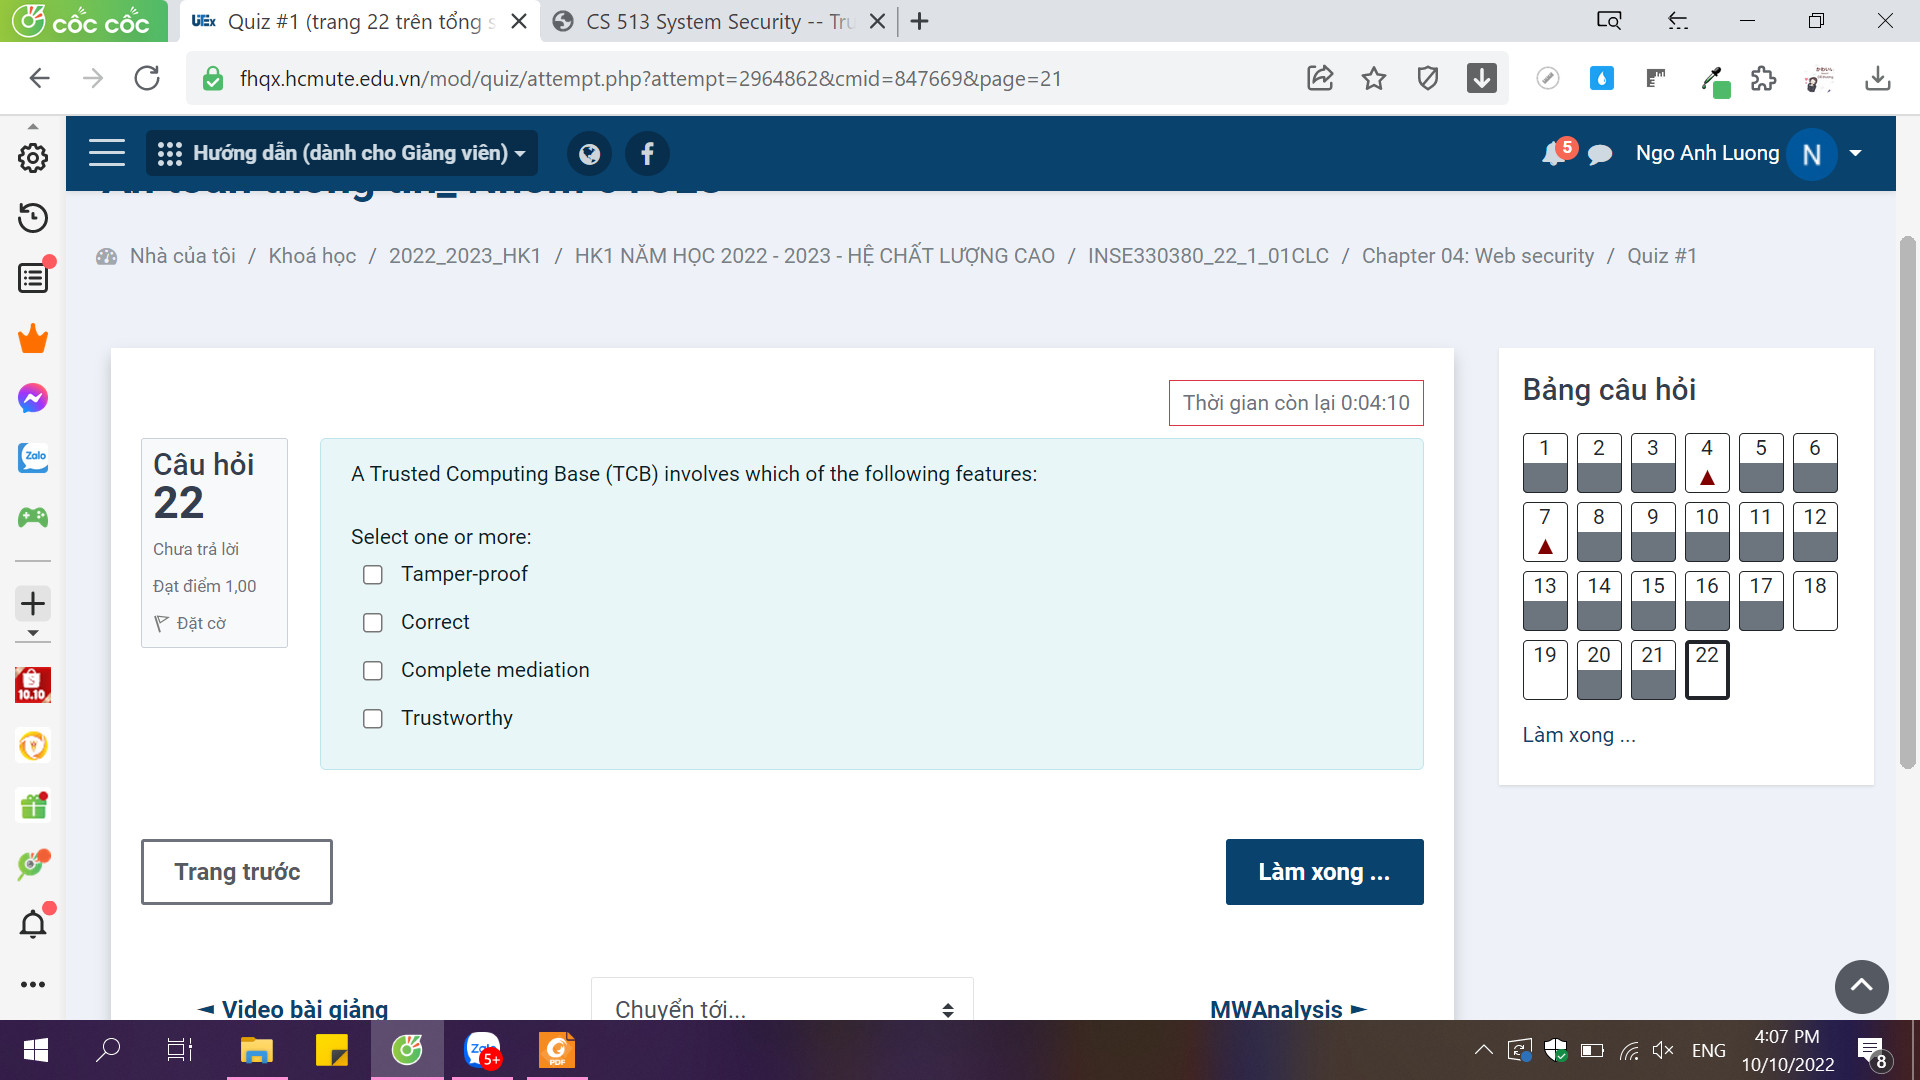 cốc cốc
UEx Quiz #1 (trang 22 trên tổng s
CS 513 System Security -- Tru
fhqx.hcmute.edu.vn/mod/quiz/attempt.php?attempt=2964862&cmid=847669&page=21
Hướng dẫn (dành cho Giảng viên)
5
Ngo Anh Luong
N
Nhà của tôi / Khoá học / 2022_2023_HK1 / HK1 NĂM HỌC 2022 - 2023 - HỆ CHẤT LƯỢNG CAO / INSE330380_22_1_01CLC / Chapter 04: Web security / Quiz #1
Thời gian còn lại 0:04:10
Câu hỏi
22
Chưa trả lời
Đạt điểm 1,00
Đặt cờ
A Trusted Computing Base (TCB) involves which of the following features:
Select one or more:
Tamper-proof
Correct
Complete mediation
Trustworthy
Bảng câu hỏi
1 2 3 4 5 6
7 8 9 10 11 12
13 14 15 16 17 18
19 20 21 22
Làm xong ...
Trang trước
Làm xong ...
◄ Video bài giảng
Chuyển tới...
MWAnalysis ►
Zalo
10.10
Zalo
5+
PDF
ENG
4:07 PM
10/10/2022
8